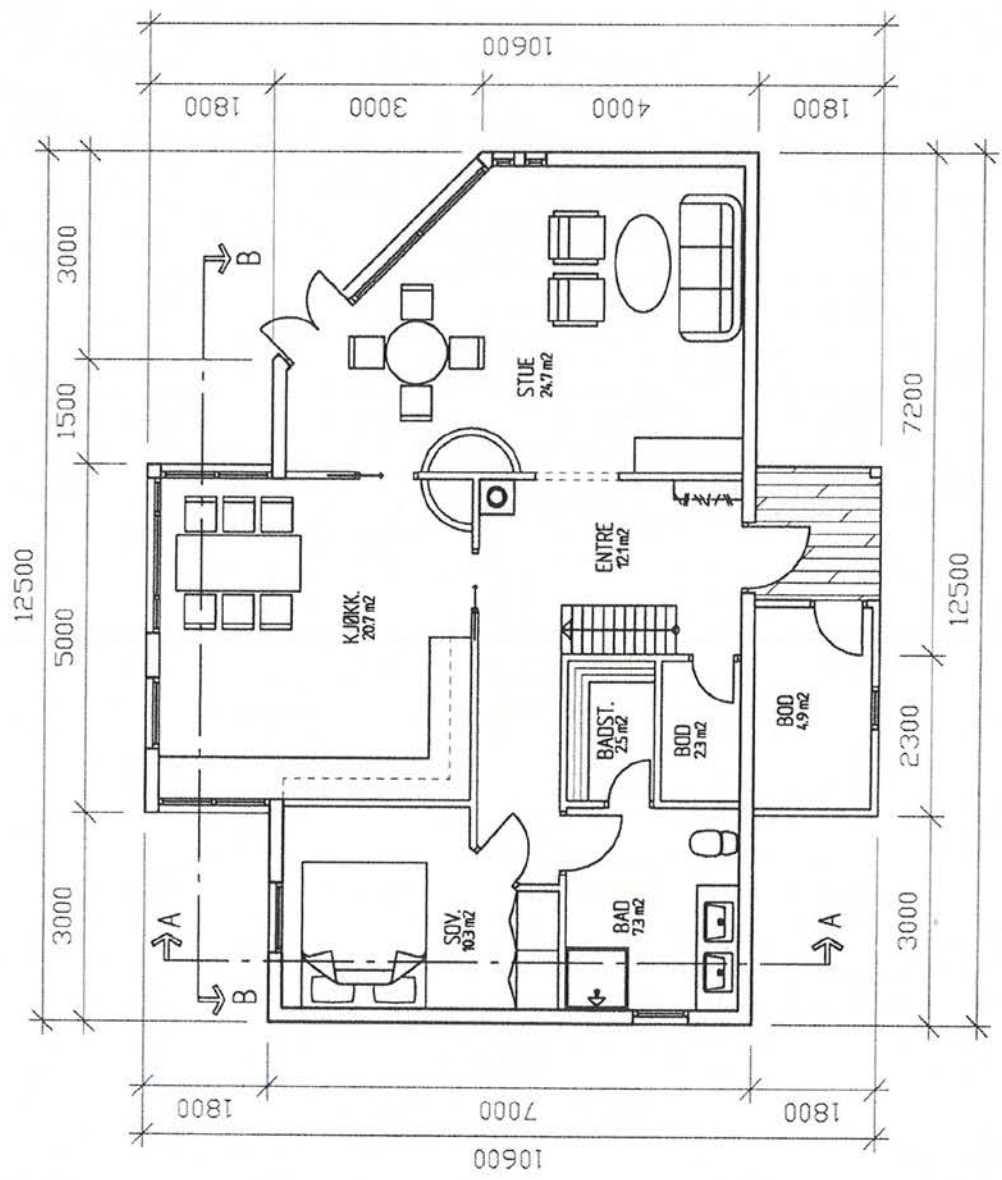 12500
3000
5000
1500
3000
10600
1800
3000
4000
1800
10600
1800
7000
1800
B
B
A
A
KJØKK.
20.7 m2
STUE
24.7 m2
ENTRE
12.1 m2
SOV.
10.3 m2
BADST.
2.5 m2
BOD
2.3 m2
BOD
4.9 m2
BAD
7.3 m2
3000
2300
7200
12500